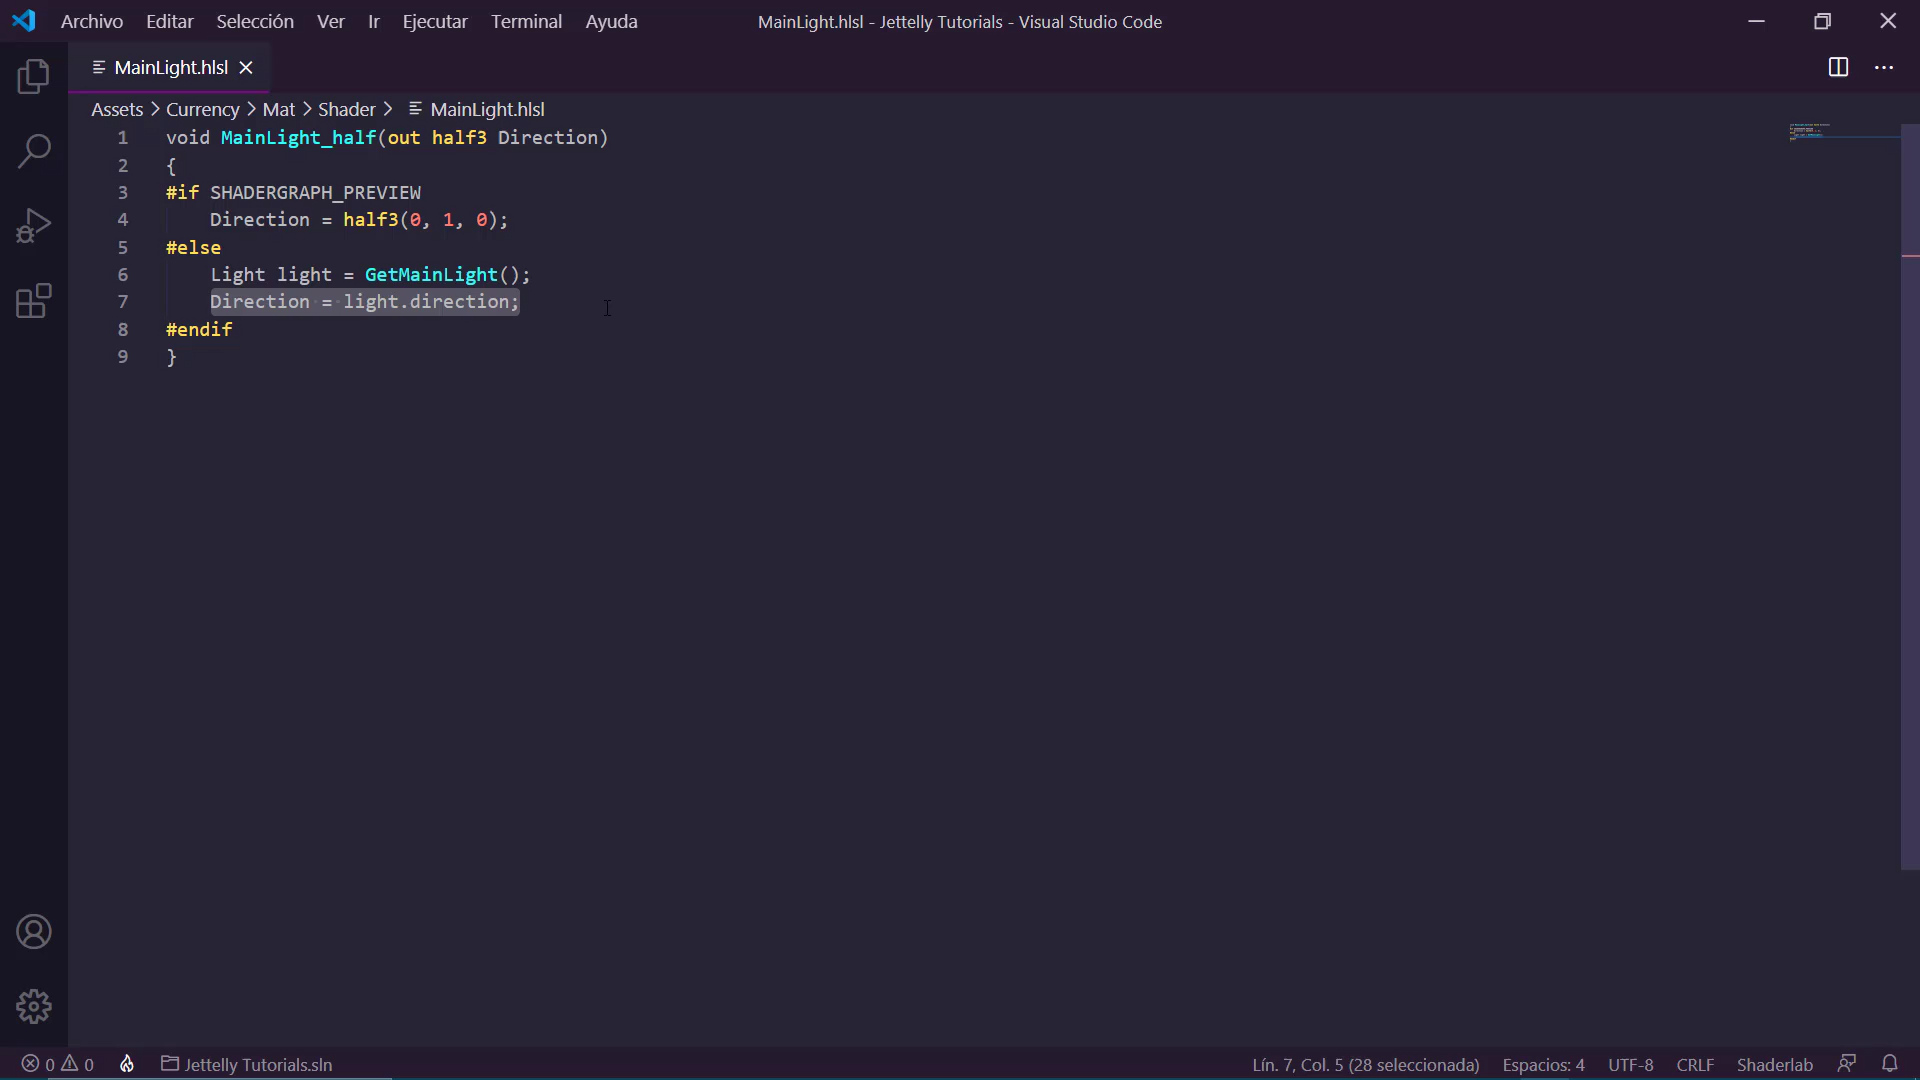 Archivo Editar Selección Ver Ir Ejecutar Terminal Ayuda MainLight.hlsl - Jettelly Tutorials - Visual Studio Code
MainLight.hlsl
Assets > Currency > Mat > Shader > MainLight.hlsl
1 void MainLight_half(out half3 Direction)
2 {
3 #if SHADERGRAPH_PREVIEW
4 Direction = half3(0, 1, 0);
5 #else
6 Light light = GetMainLight();
7 Direction = light.direction;
8 #endif
9 }
0 0 Jettelly Tutorials.sln Lín. 7, Col. 5 (28 seleccionada) Espacios: 4 UTF-8 CRLF Shaderlab